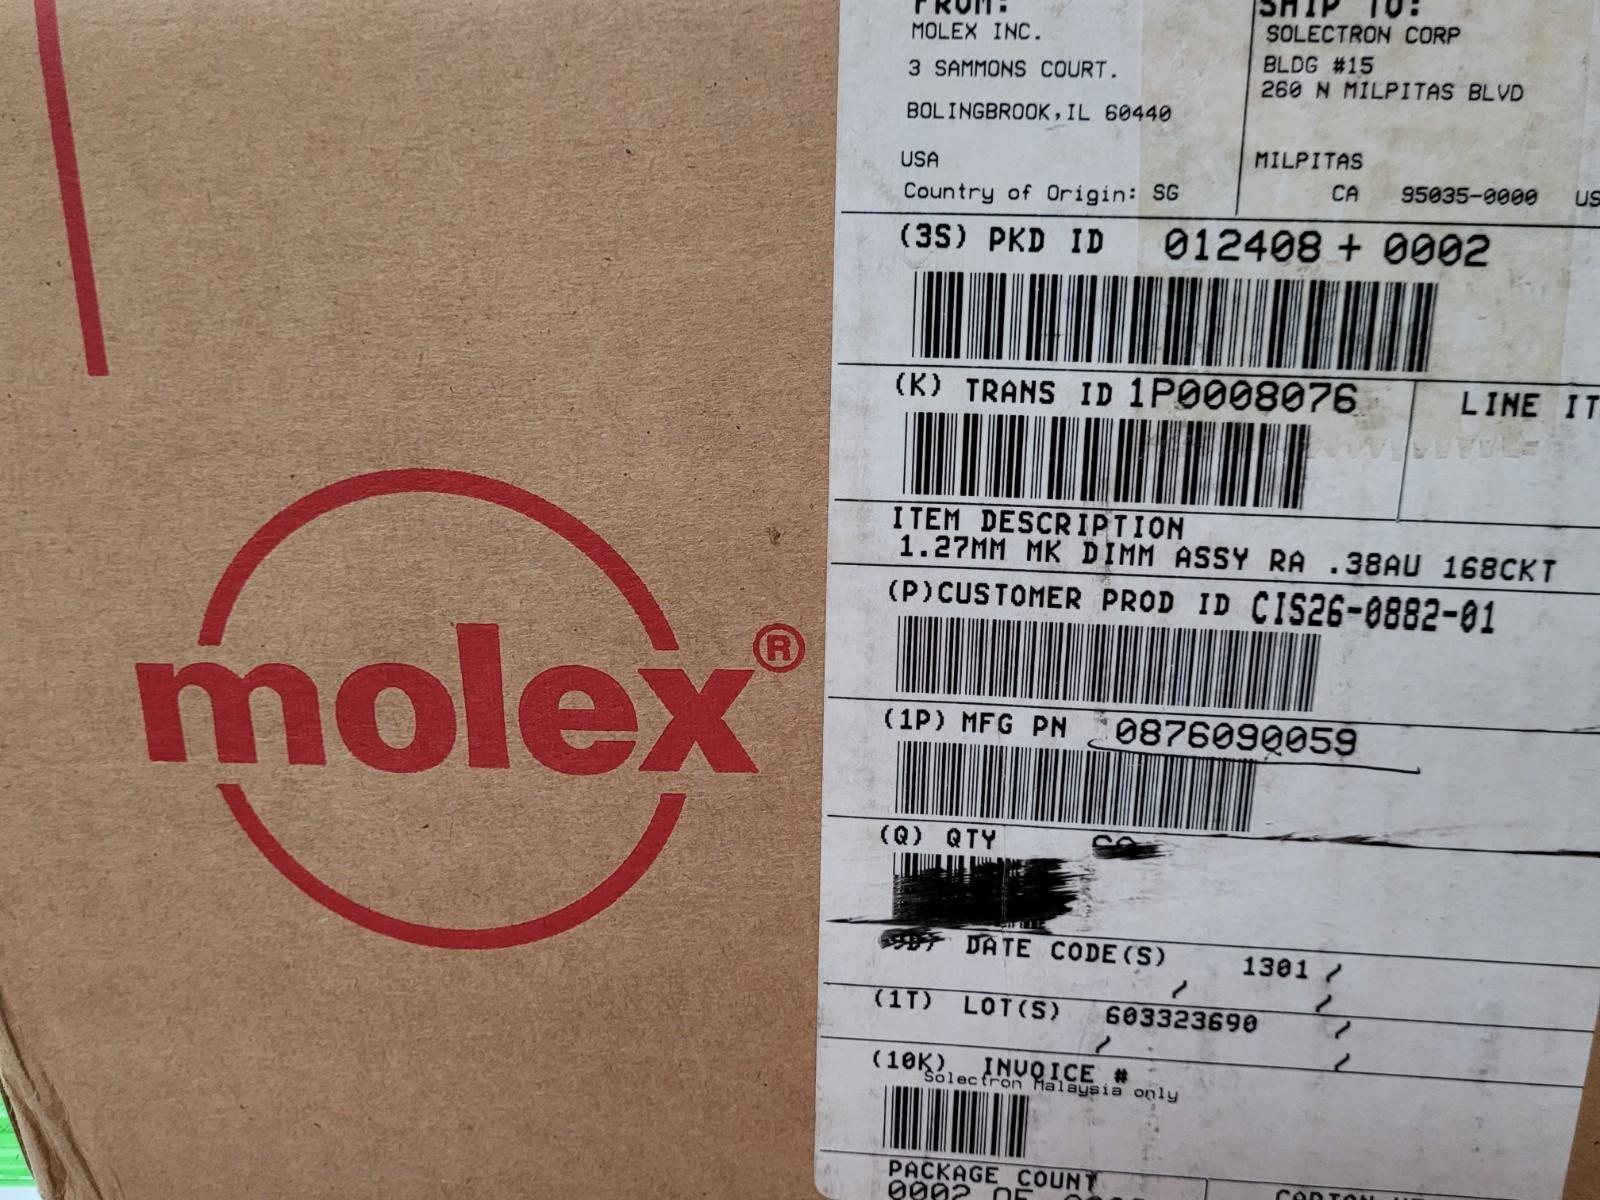 molex®
FROM:
MOLEX INC.
3 SAMMONS COURT.
BOLINGBROOK,IL 60440
USA
Country of Origin: SG
SHIP TO:
SOLECTRON CORP
BLDG #15
260 N MILPITAS BLVD
MILPITAS
CA 95035-0000 US
(3S) PKD ID 012408 + 0002
(K) TRANS ID 1P0008076
LINE IT
ITEM DESCRIPTION
1.27MM MK DIMM ASSY RA .38AU 168CKT
(P)CUSTOMER PROD ID CIS26-0882-01
(1P) MFG PN 0876090059
(Q) QTY
DATE CODE(S) 1301 /
/ /
(1T) LOT(S) 603323690 /
/ /
(10K) INVOICE #
Solectron Malaysia only
PACKAGE COUNT
0002 OF